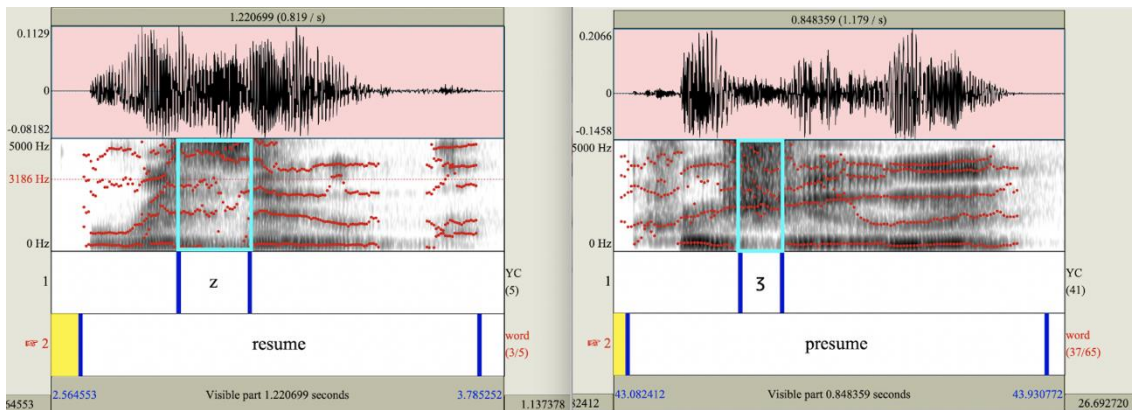 1.220699 (0.819 / s)
0.1129
0
-0.08182
5000 Hz
3186 Hz
0 Hz
1
z
YC
(5)
2
resume
word
(3/5)
2.564553
3.785252
64553
Visible part 1.220699 seconds
1.137378
0.848359 (1.179 / s)
0.2066
0
-0.1458
5000 Hz
0 Hz
1
ʒ
YC
(41)
2
presume
word
(37/65)
43.082412
43.930772
82412
Visible part 0.848359 seconds
26.692720